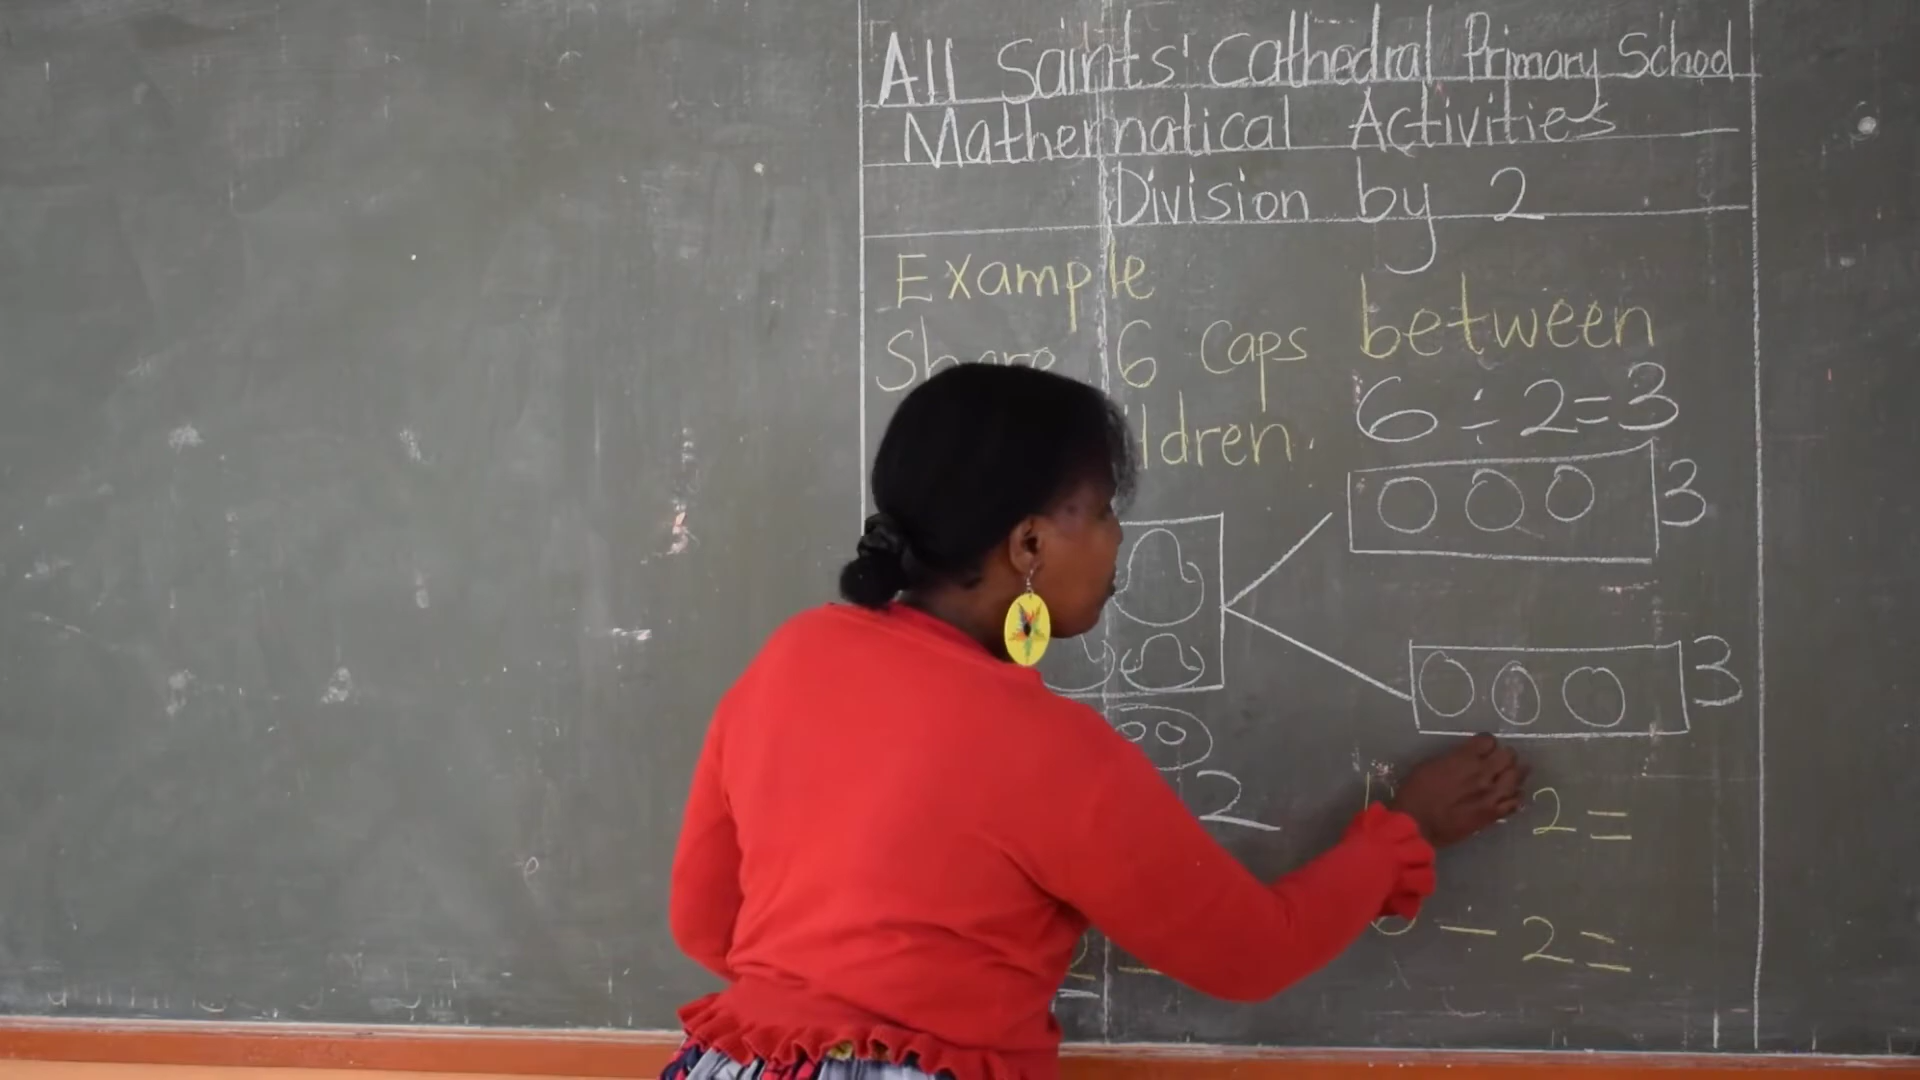 All Saints' Cathedral Primary School
Mathematical Activities
Division by 2
Example
Share 6 caps between
ldren.
6 ÷ 2 = 3
3
3
2
2 =
2
- 2 =